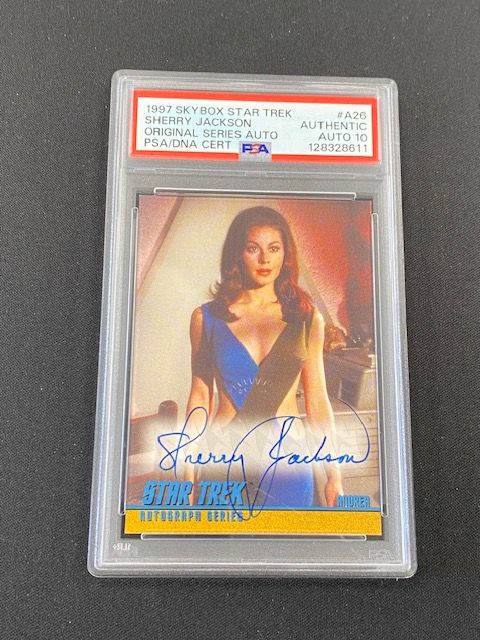 1997 SKYBOX STAR TREK #A26
SHERRY JACKSON AUTHENTIC
ORIGINAL SERIES AUTO AUTO 10
PSA/DNA CERT PSA 128328611
Sherry Jackson
STAR TREK
AUTOGRAPH SERIES
ANDREA
PSA